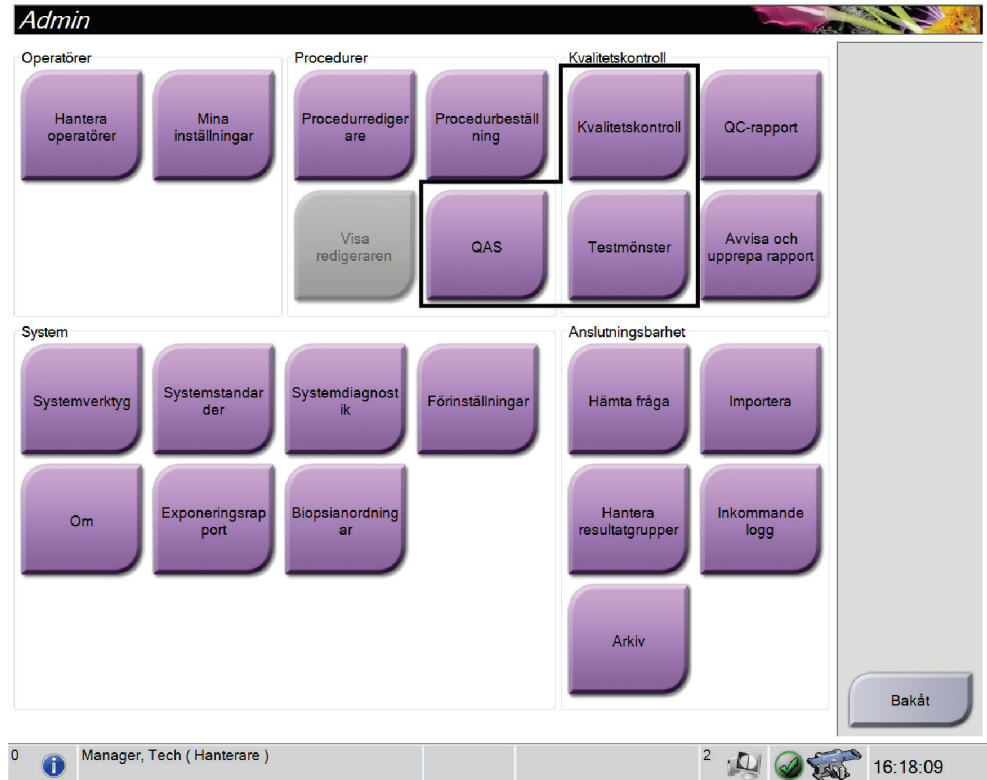 Admin
Operatörer
Hantera
operatörer
Mina
inställningar
Procedurer
Procedurrediger
are
Procedurbeställ
ning
Visa
redigeraren
QAS
Kvalitetskontroll
Kvalitetskontroll
QC-rapport
Testmönster
Avvisa och
upprepa rapport
System
Systemverktyg
Systemstandar
der
Systemdiagnost
ik
Förinställningar
Om
Exponeringsrap
port
Biopsianordning
ar
Anslutningsbarhet
Hämta fråga
Importera
Hantera
resultatgrupper
Inkommande
logg
Arkiv
Bakåt
0
Manager, Tech ( Hanterare )
2
16:18:09